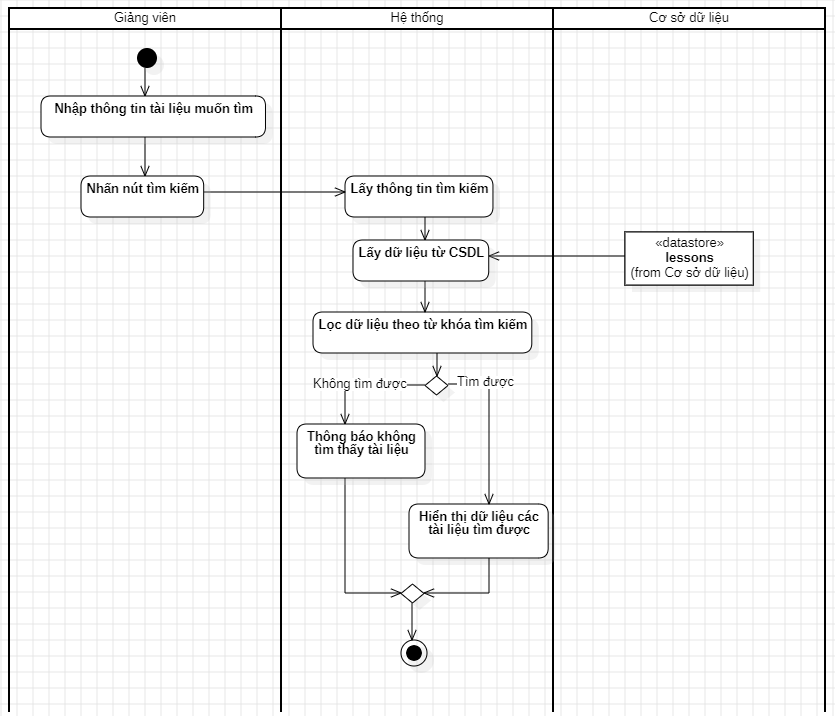 Giảng viên
Hệ thống
Cơ sở dữ liệu
Nhập thông tin tài liệu muốn tìm
Nhấn nút tìm kiếm
Lấy thông tin tìm kiếm
Lấy dữ liệu từ CSDL
«datastore»
lessons
(from Cơ sở dữ liệu)
Lọc dữ liệu theo từ khóa tìm kiếm
Không tìm được
Tìm được
Thông báo không
tìm thấy tài liệu
Hiển thị dữ liệu các
tài liệu tìm được